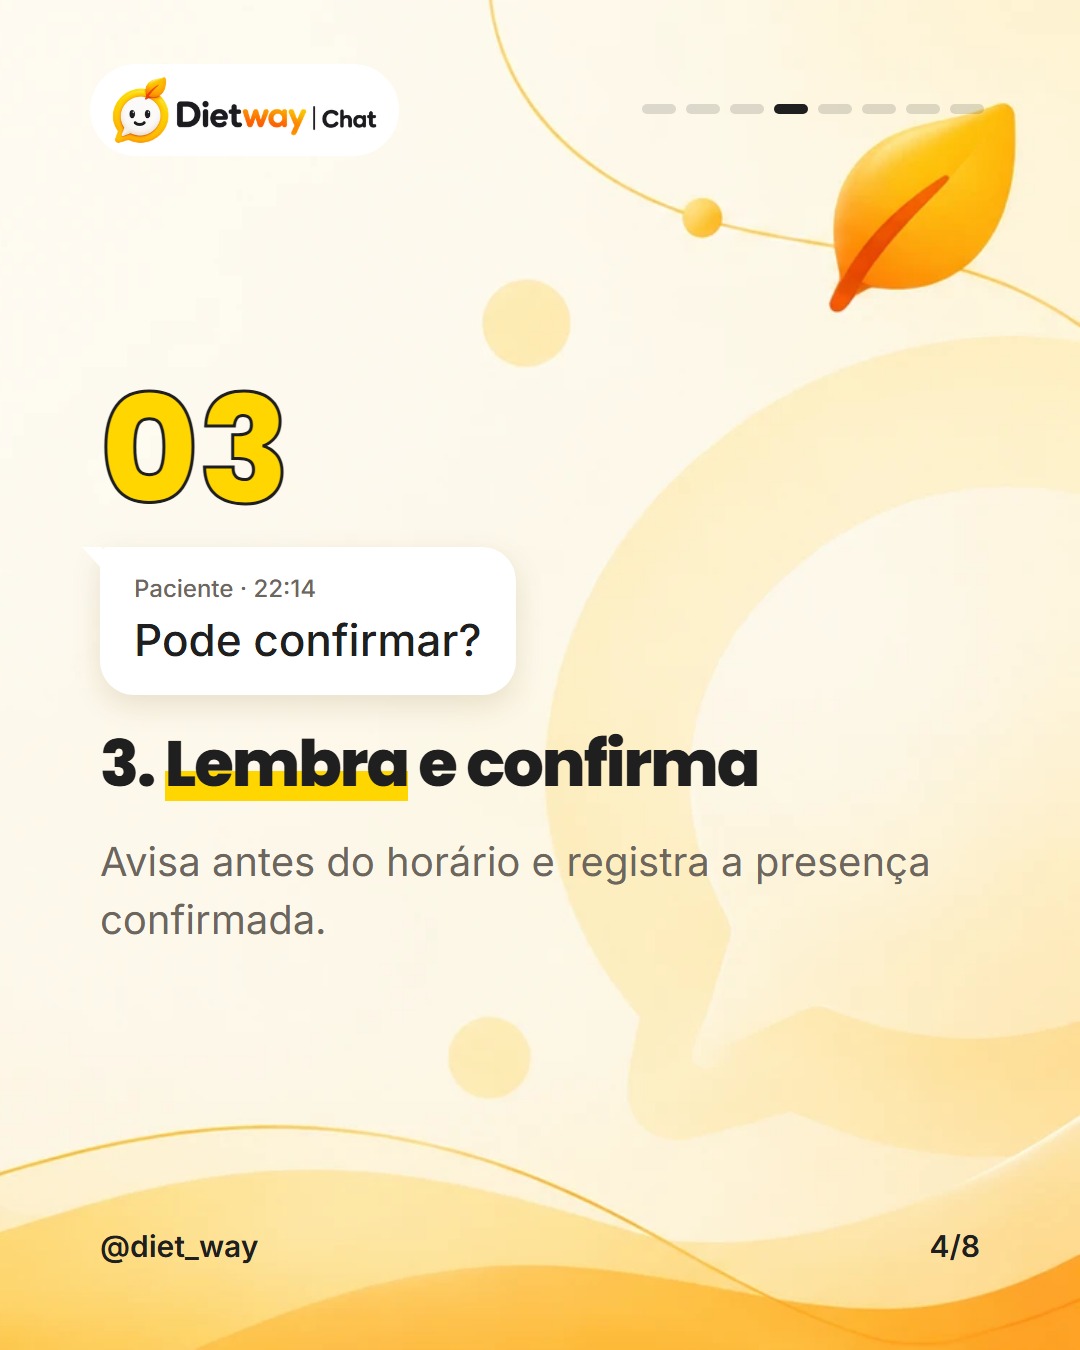 Dietway | Chat
03
Paciente · 22:14
Pode confirmar?
3. Lembra e confirma
Avisa antes do horário e registra a presença
confirmada.
@diet_way
4/8